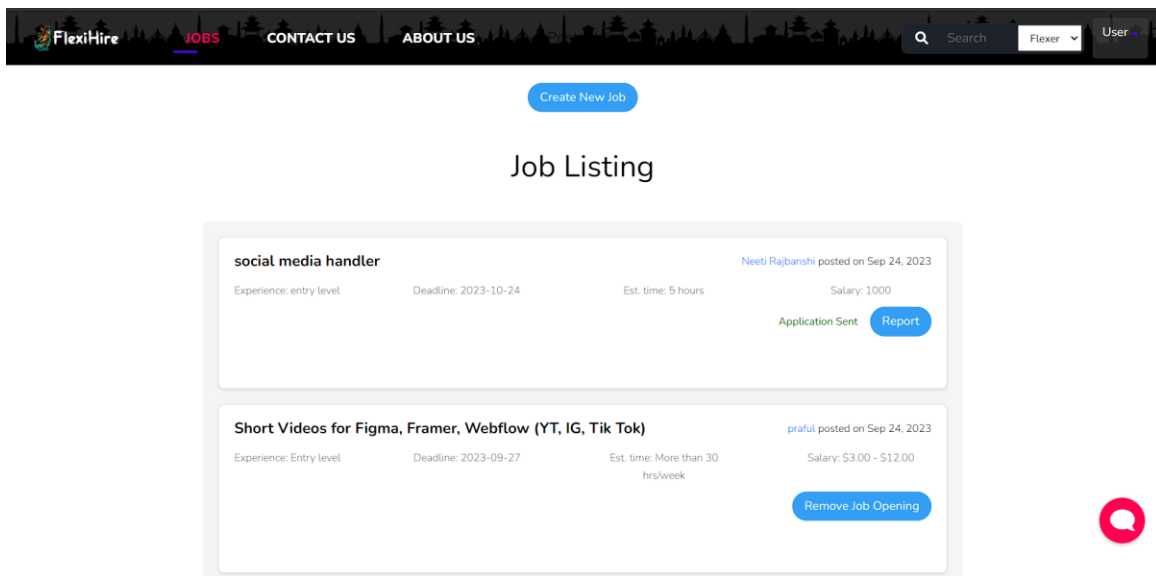 FlexiHire
JOBS
CONTACT US
ABOUT US
Search
Flexer
User
Create New Job
Job Listing
social media handler
Neeti Rajbanshi posted on Sep 24, 2023
Experience: entry level
Deadline: 2023-10-24
Est. time: 5 hours
Salary: 1000
Application Sent
Report
Short Videos for Figma, Framer, Webflow (YT, IG, Tik Tok)
praful posted on Sep 24, 2023
Experience: Entry level
Deadline: 2023-09-27
Est. time: More than 30
hrs/week
Salary: $3.00 - $12.00
Remove Job Opening